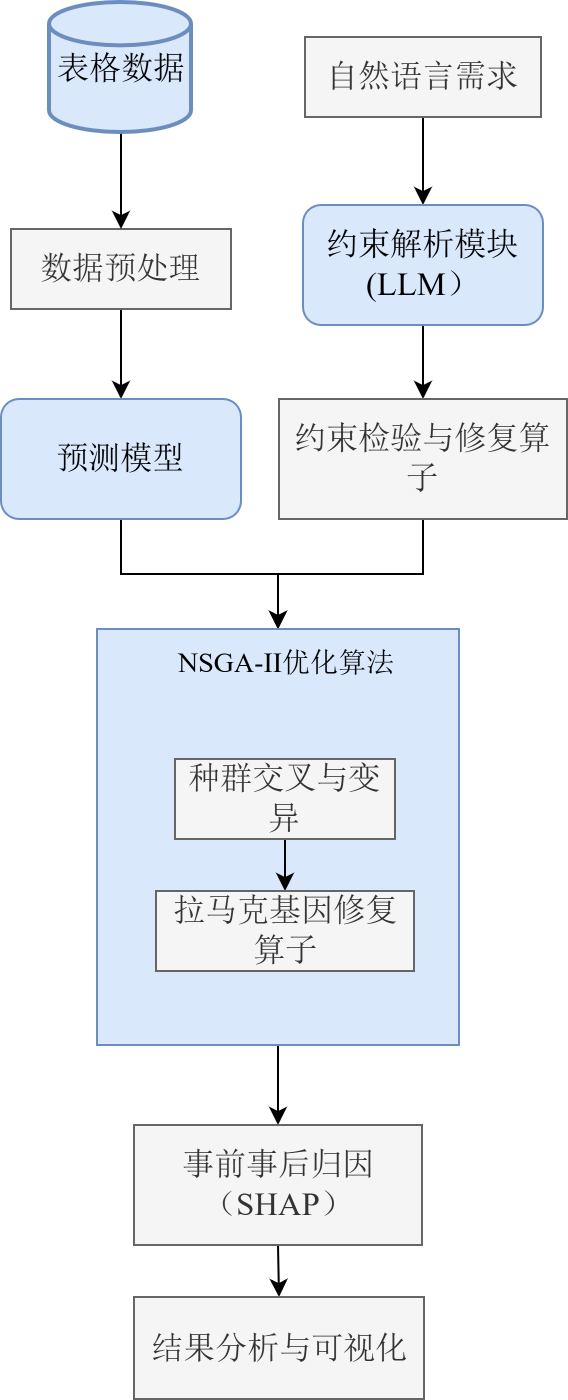 表格数据
自然语言需求
数据预处理
约束解析模块
(LLM）
预测模型
约束检验与修复算
子
NSGA-II优化算法
种群交叉与变
异
拉马克基因修复
算子
事前事后归因
（SHAP）
结果分析与可视化